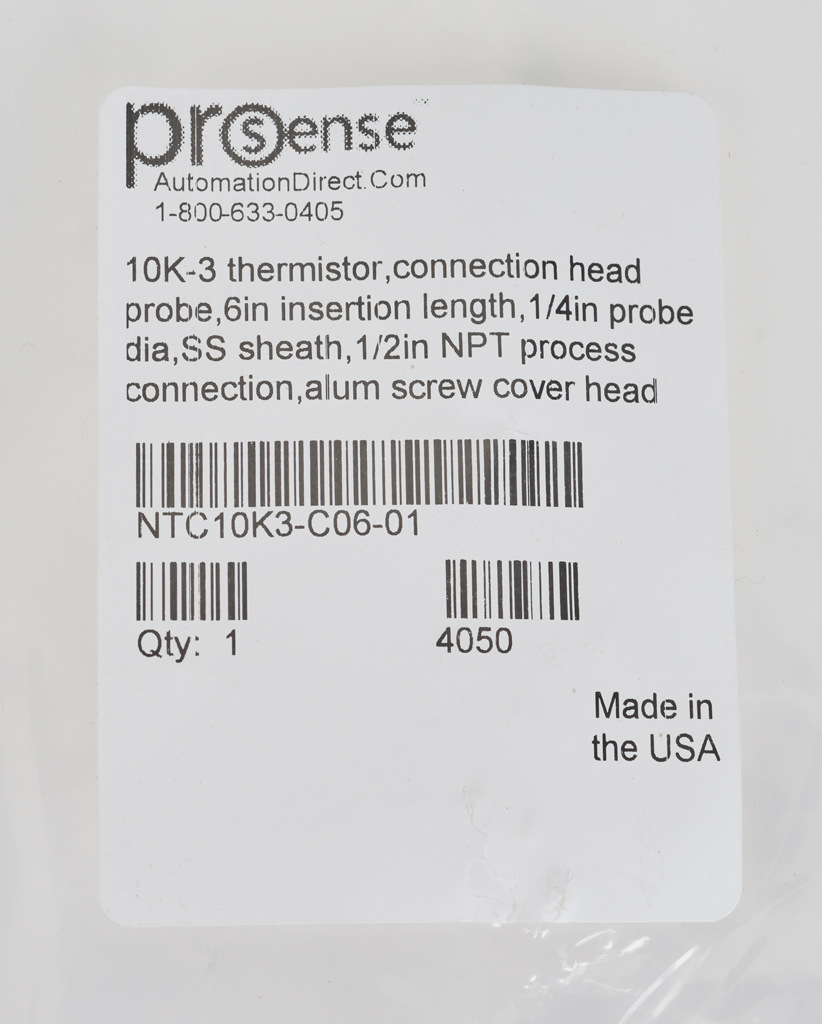 prosense
AutomationDirect.Com
1-800-633-0405
10K-3 thermistor,connection head
probe,6in insertion length,1/4in probe
dia,SS sheath,1/2in NPT process
connection,alum screw cover head
NTC10K3-C06-01
Qty: 1 4050
Made in
the USA